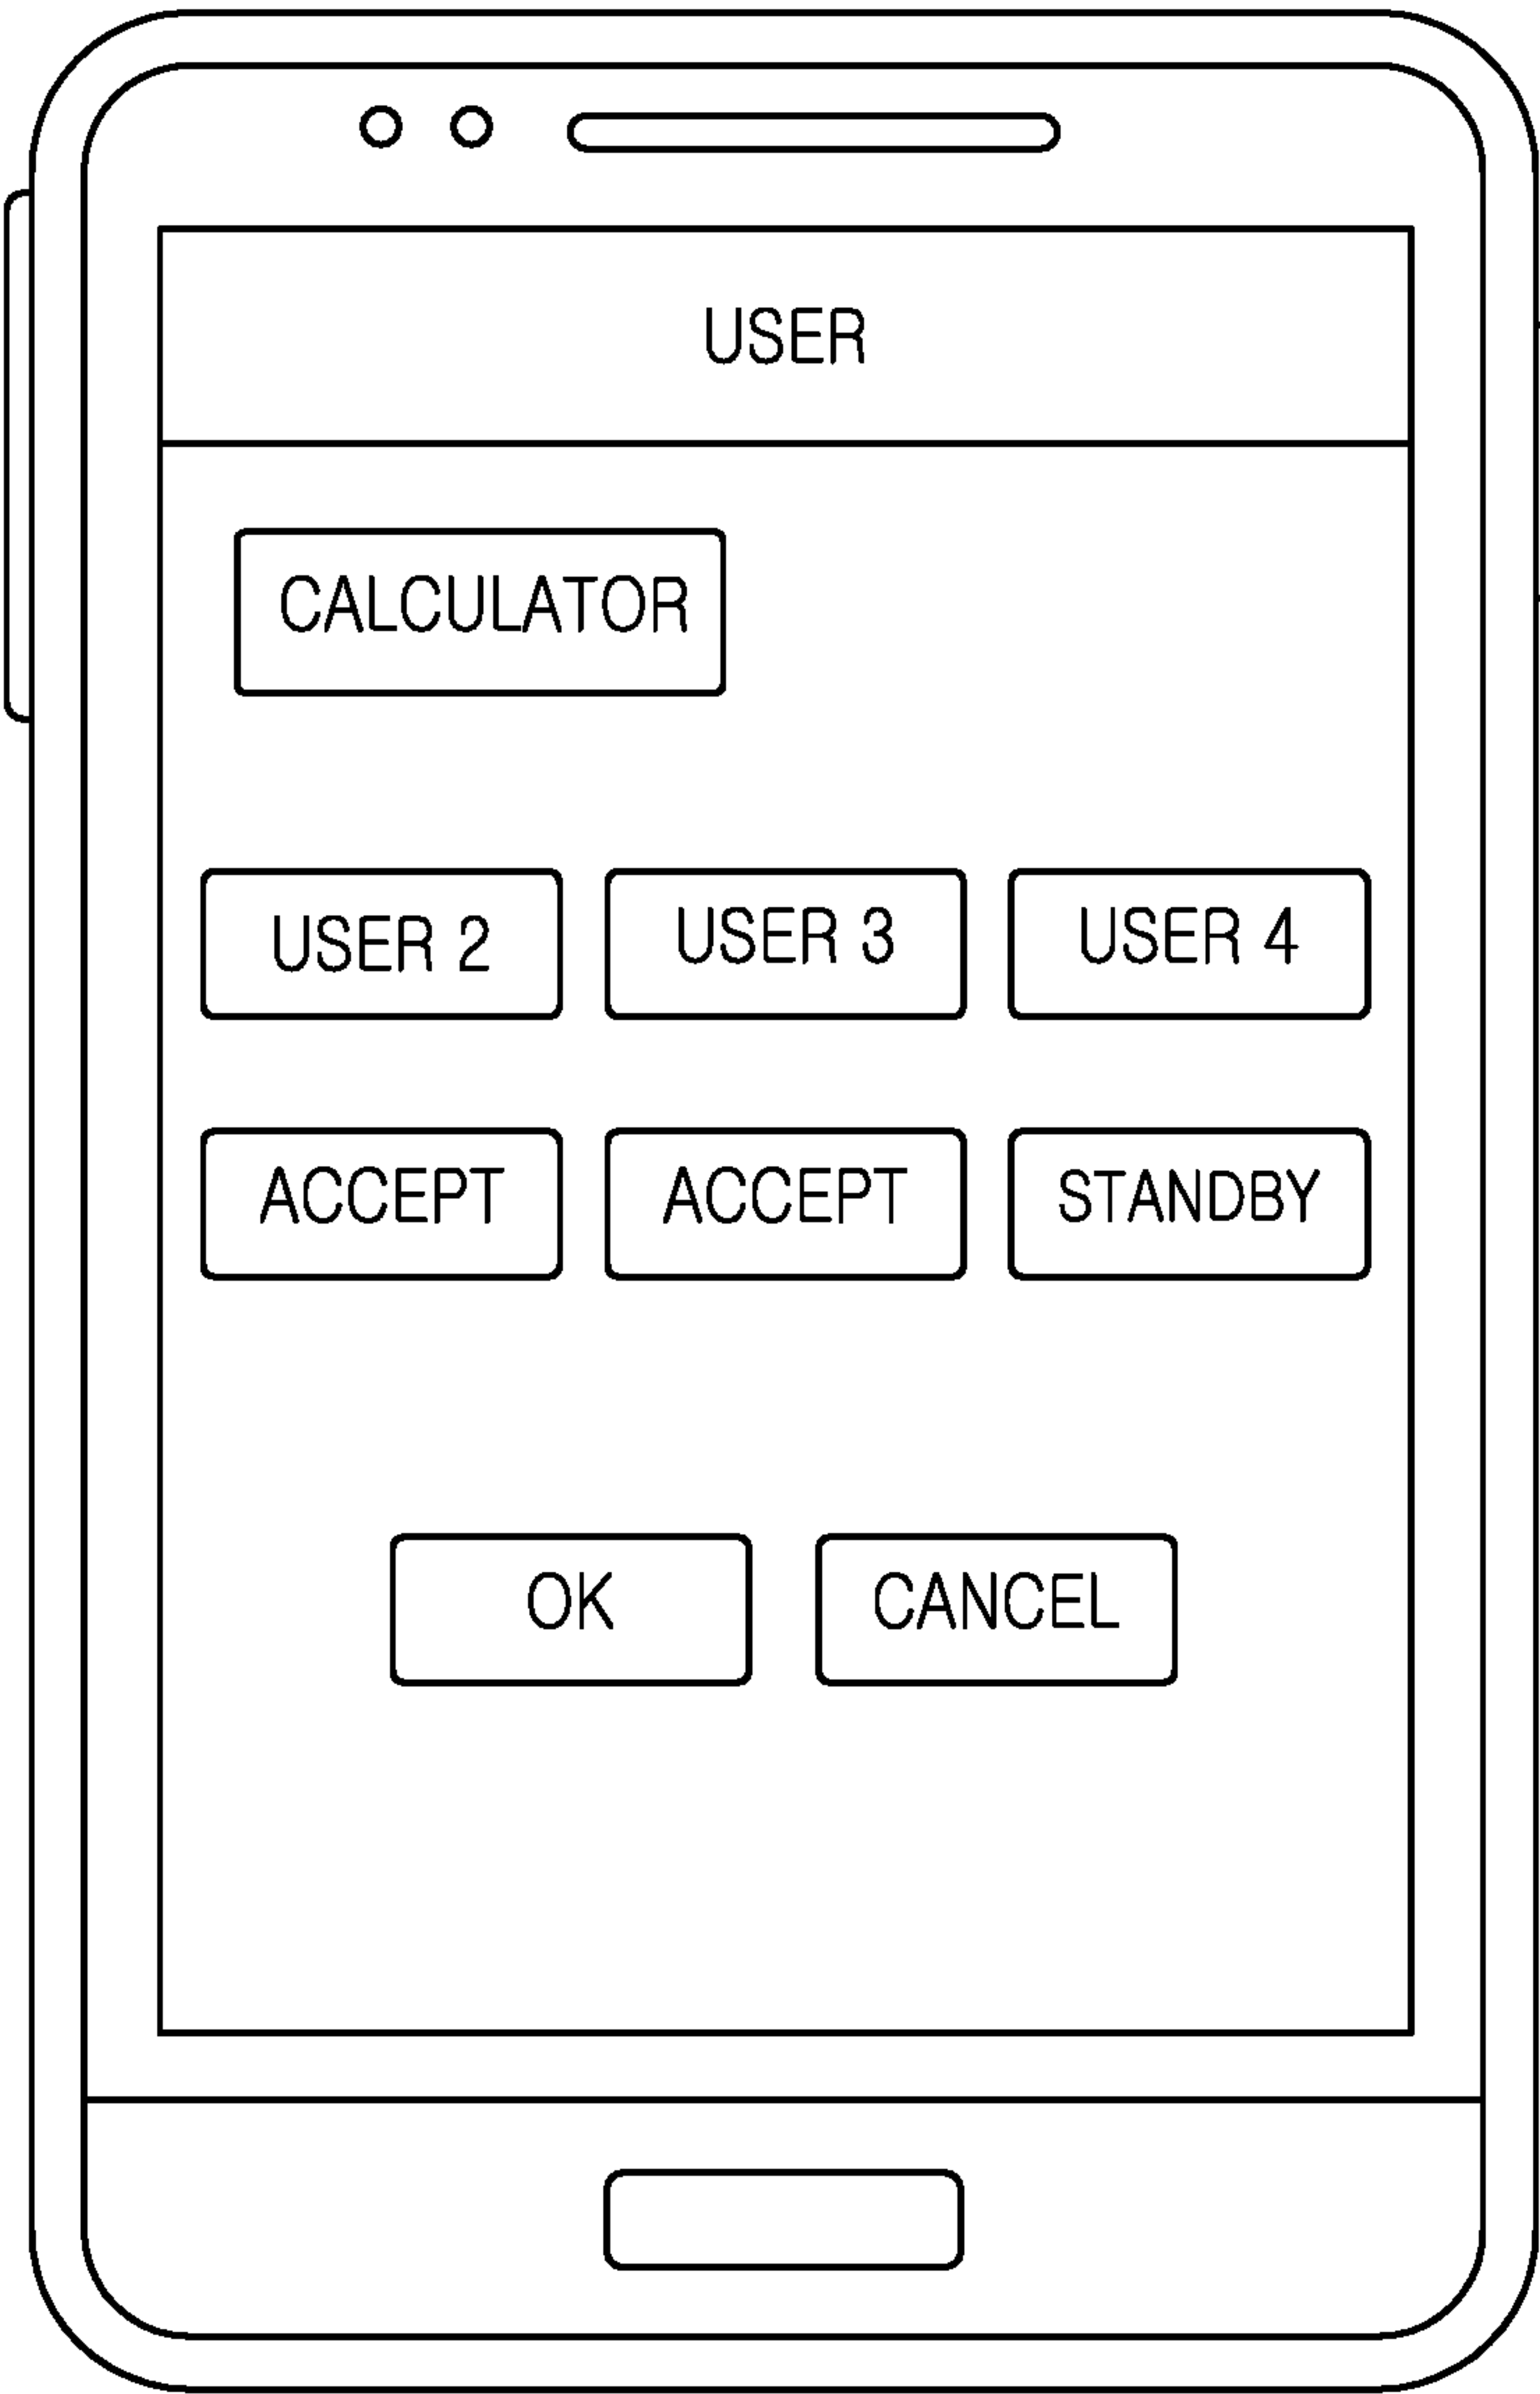 USER
CALCULATOR
USER 2 USER 3 USER 4
ACCEPT ACCEPT STANDBY
OK CANCEL